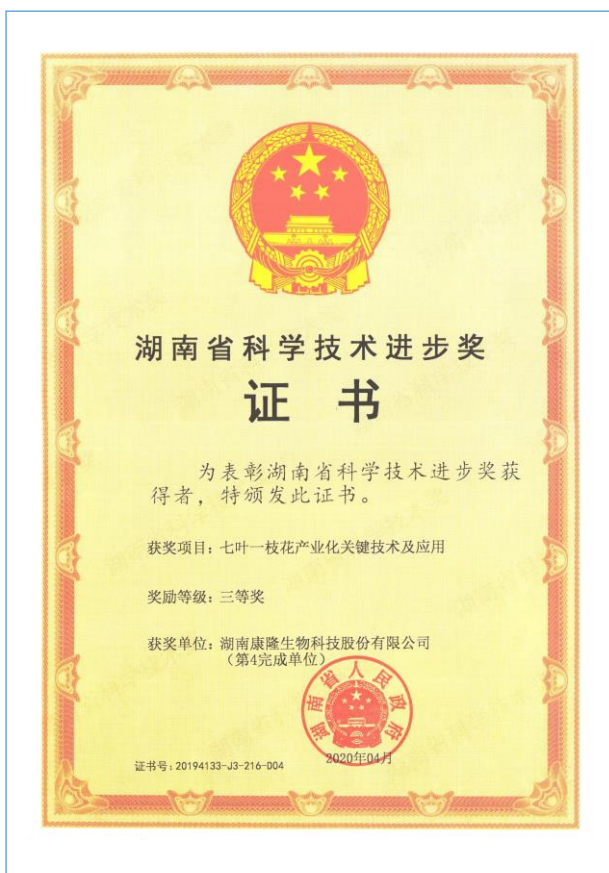 湖南省科学技术进步奖
证 书
为表彰湖南省科学技术进步奖获
得者，特颁发此证书。
获奖项目：七叶一枝花产业化关键技术及应用
奖励等级：三等奖
获奖单位：湖南康隆生物科技股份有限公司
（第4完成单位）
湖南省人民政府
2020年04月
证书号：20194133-J3-216-D04